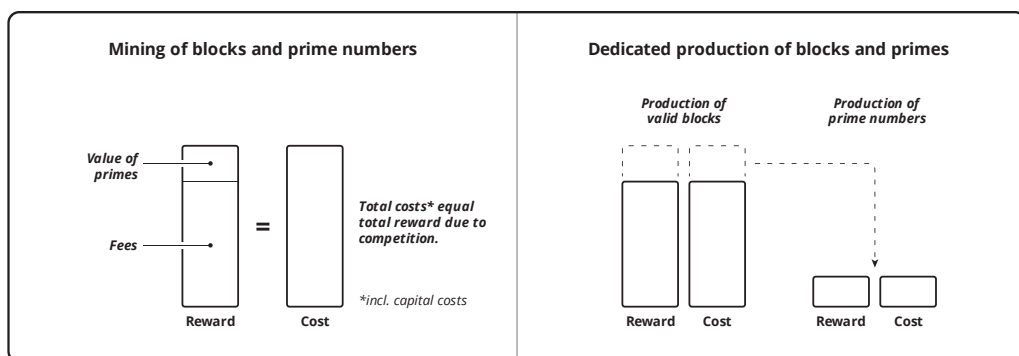 Mining of blocks and prime numbers
Value of
primes
Fees
=
Total costs* equal
total reward due to
competition.
*incl. capital costs
Reward
Cost
Dedicated production of blocks and primes
Production of
valid blocks
Production of
prime numbers
Reward
Cost
Reward
Cost